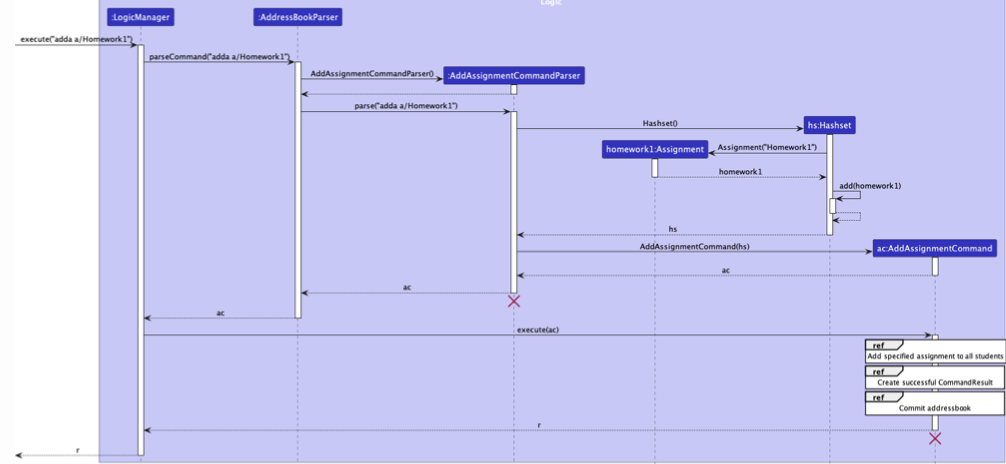 Logic
:LogicManager
:AddressBookParser
execute("adda a/Homework1")
parseCommand("adda a/Homework1")
AddAssignmentCommandParser()
:AddAssignmentCommandParser
parse("adda a/Homework1")
Hashset()
hs:Hashset
homework1:Assignment
Assignment("Homework1")
homework1
add(homework1)
hs
AddAssignmentCommand(hs)
ac:AddAssignmentCommand
ac
ac
ac
execute(ac)
ref
Add specified assignment to all students
ref
Create successful CommandResult
ref
Commit addressbook
r
r